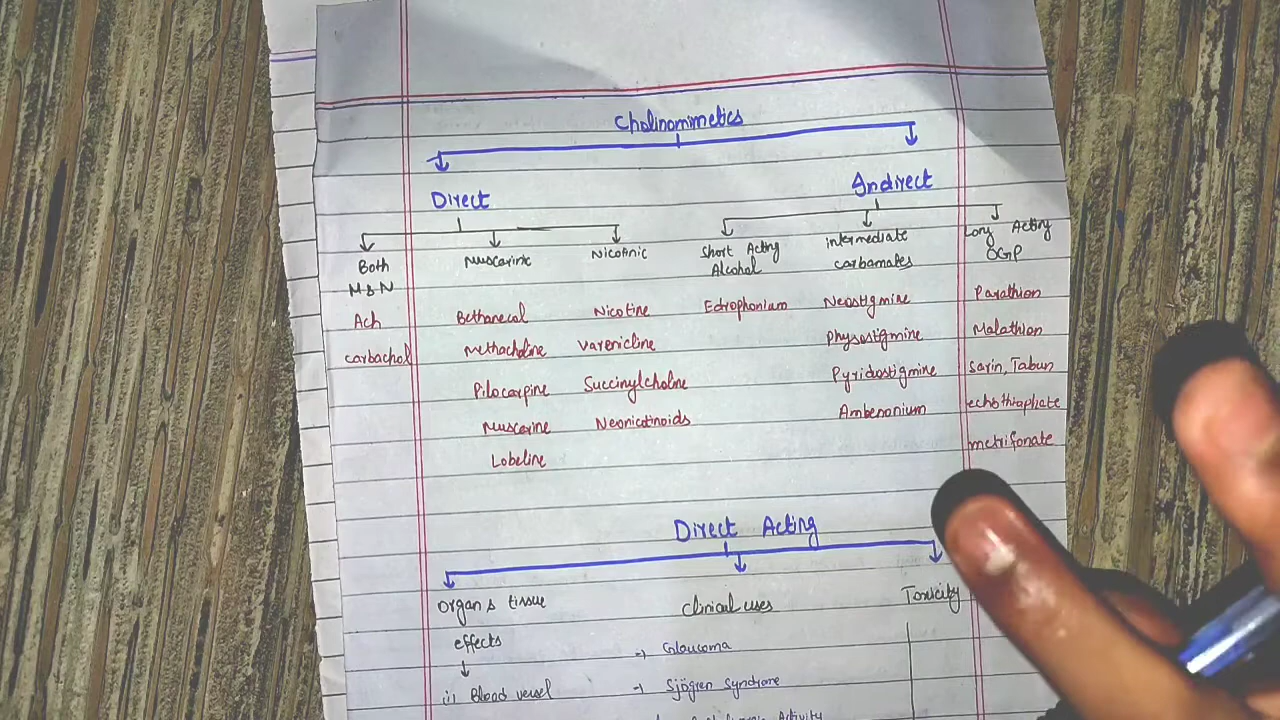 Cholinomimetics
Direct
Indirect
Both
M & N
Muscarinic
Nicotinic
Short Acting
Alcohol
intermediate
carbamates
Long Acting
OGP
Ach
carbachol
Bethanecol
Methacholine
Pilocarpine
Muscarine
Lobeline
Nicotine
Varenicline
Succinylcholine
Neonicotinoids
Edrophonium
Neostigmine
Physostigmine
Pyridostigmine
Ambenonium
Parathion
Malathion
Sarin, Tabun
echothiaphate
metrifonate
Direct Acting
organ & tissue
effects
(i) Blood vessel
clinical uses
→ Glaucoma
→ Sjögren Syndrome
Activity
Toxicity